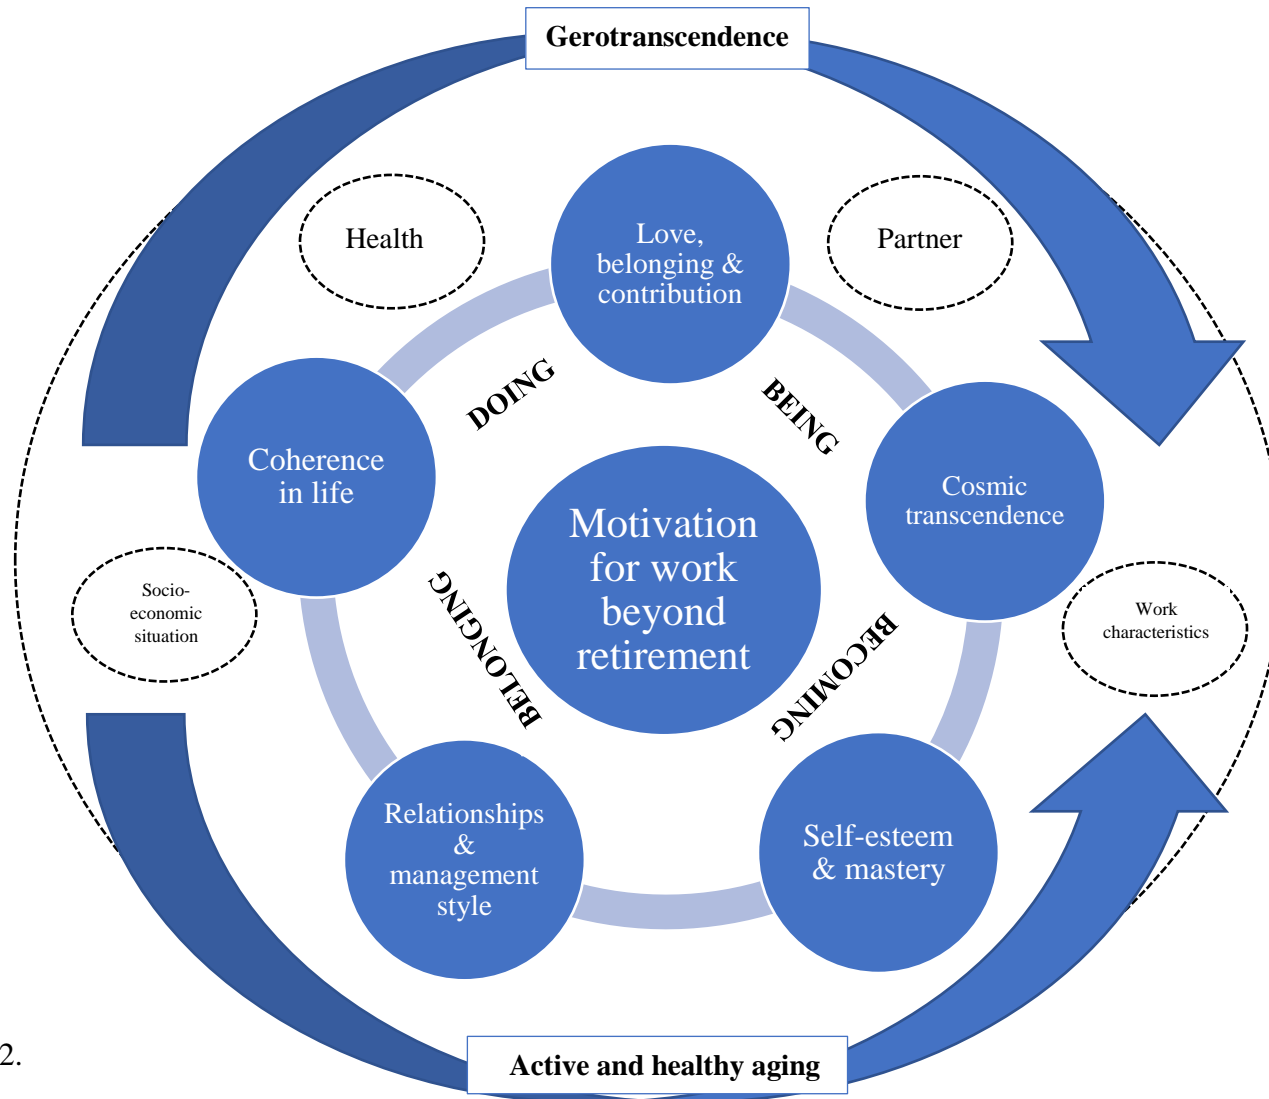 Gerotranscendence
Health
Love,
belonging &
contribution
Partner
DOING
BEING
Coherence
in life
Cosmic
transcendence
Motivation
for work
beyond
retirement
Socio-
economic
situation
Work
characteristics
BELONGING
BECOMING
Relationships
&
management
style
Self-esteem
& mastery
2.
Active and healthy aging